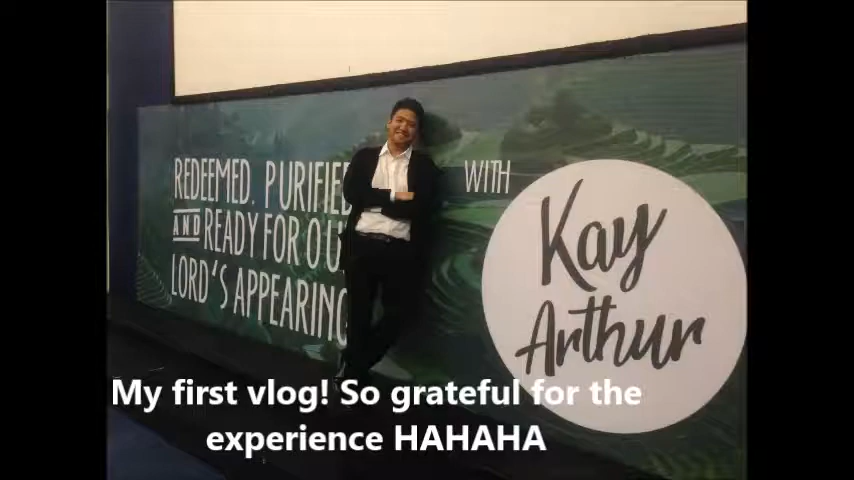 REDEEMED. PURIFIED
AND READY FOR OU
LORD'S APPEARING
WITH
Kay
Arthur
My first vlog! So grateful for the
experience HAHAHA